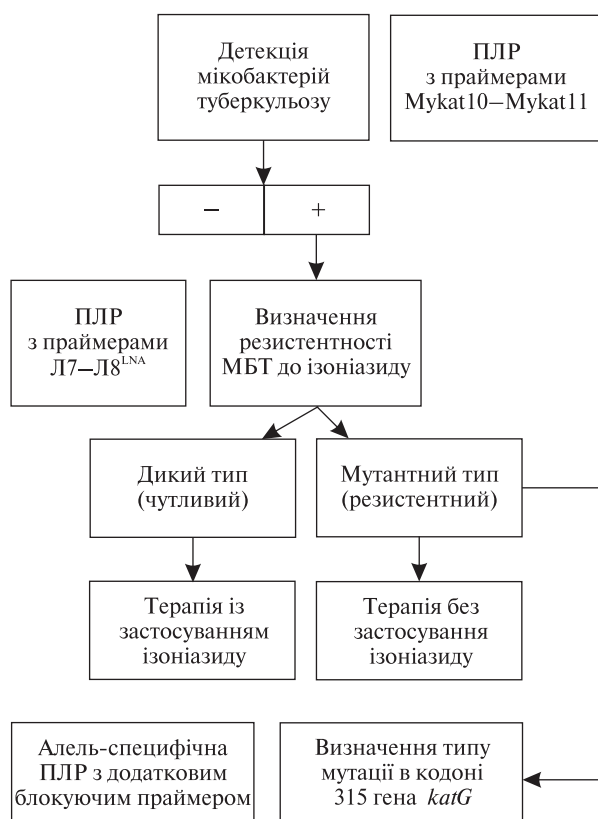 Детекція
мікобактерій
туберкульозу
ПЛР
з праймерами
Mykat10–Mykat11
–
+
ПЛР
з праймерами
Л7–Л8^LNA
Визначення
резистентності
МБТ до ізоніазиду
Дикий тип
(чутливий)
Мутантний тип
(резистентний)
Терапія із
застосуванням
ізоніазиду
Терапія без
застосування
ізоніазиду
Алель-специфічна
ПЛР з додатковим
блокуючим праймером
Визначення типу
мутації в кодоні
315 гена katG